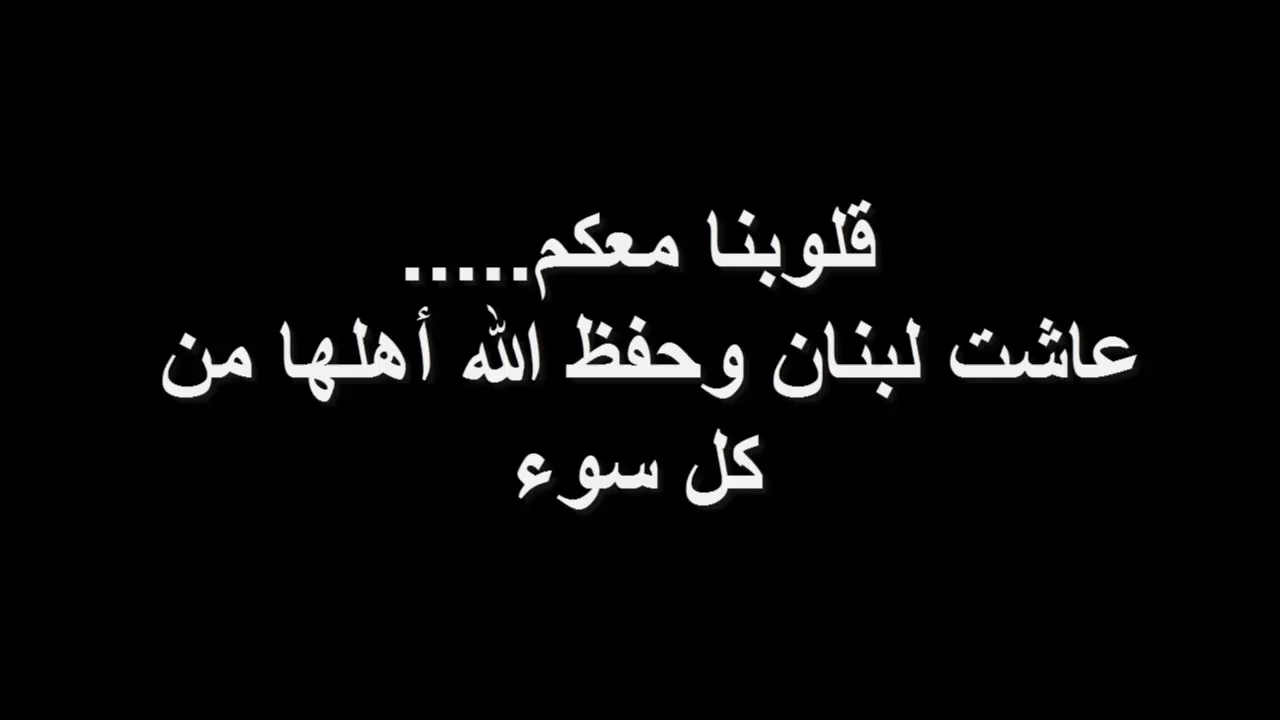 قلوبنا معكم.....
عاشت لبنان وحفظ الله أهلها من
كل سوء